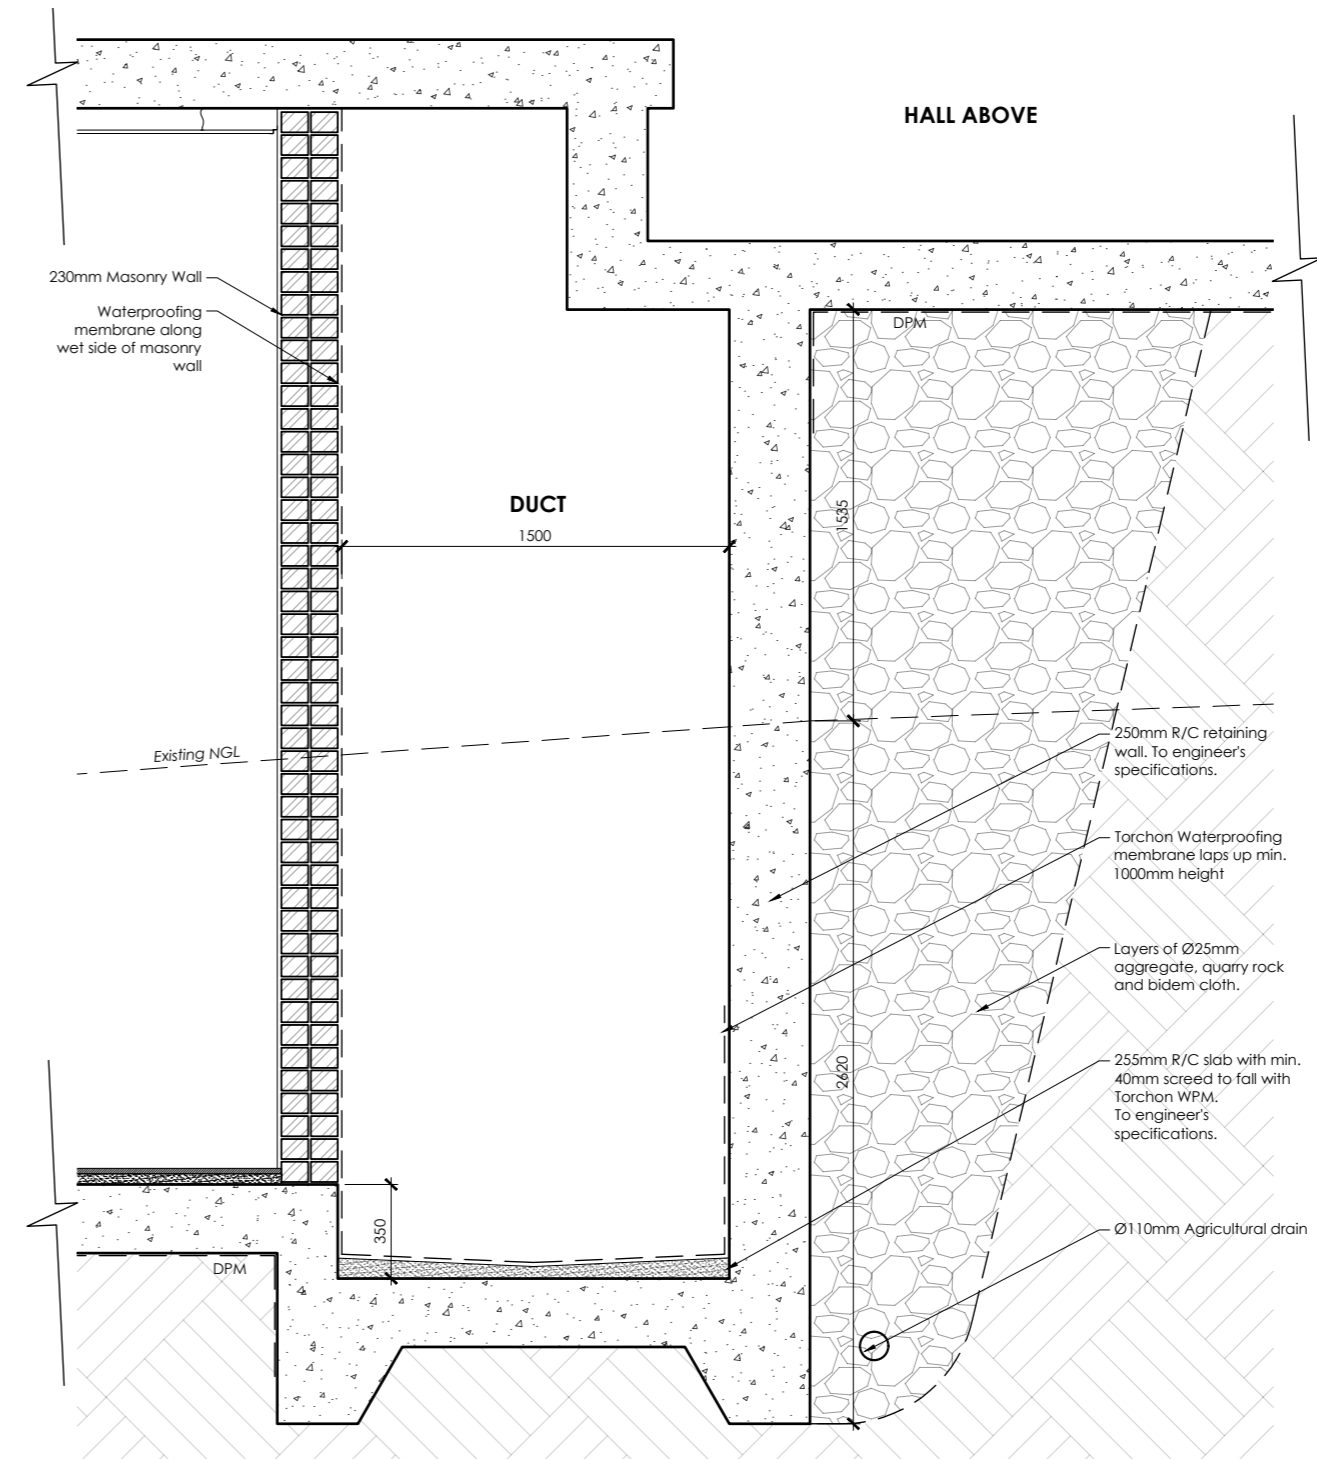 HALL ABOVE
230mm Masonry Wall
Waterproofing
membrane along
wet side of masonry
wall
DPM
DUCT
1500
1535
Existing NGL
250mm R/C retaining
wall. To engineer's
specifications.
Torchon Waterproofing
membrane laps up min.
1000mm height
Layers of Ø25mm
aggregate, quarry rock
and bidem cloth.
2620
255mm R/C slab with min.
40mm screed to fall with
Torchon WPM.
To engineer's
specifications.
350
Ø110mm Agricultural drain
DPM